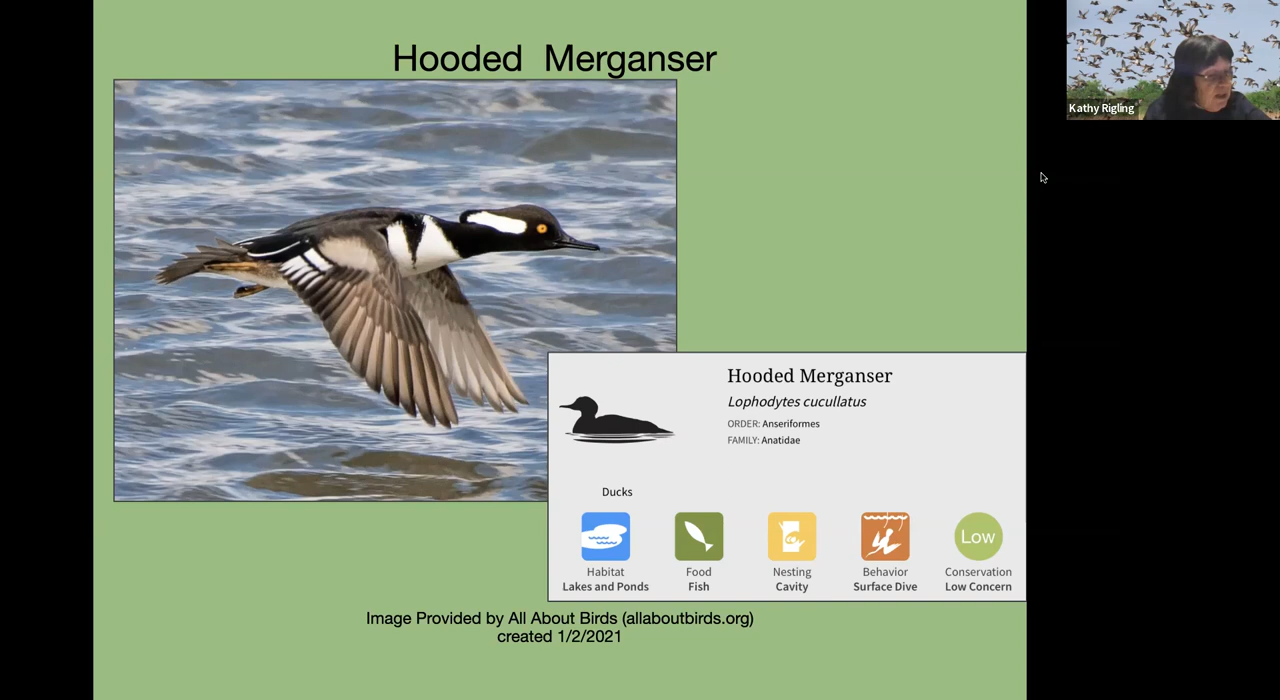 Hooded Merganser
Kathy Rigling
Hooded Merganser
Lophodytes cucullatus
ORDER: Anseriformes
FAMILY: Anatidae
Ducks
Low
Habitat Food Nesting Behavior Conservation
Lakes and Ponds Fish Cavity Surface Dive Low Concern
Image Provided by All About Birds (allaboutbirds.org)
created 1/2/2021